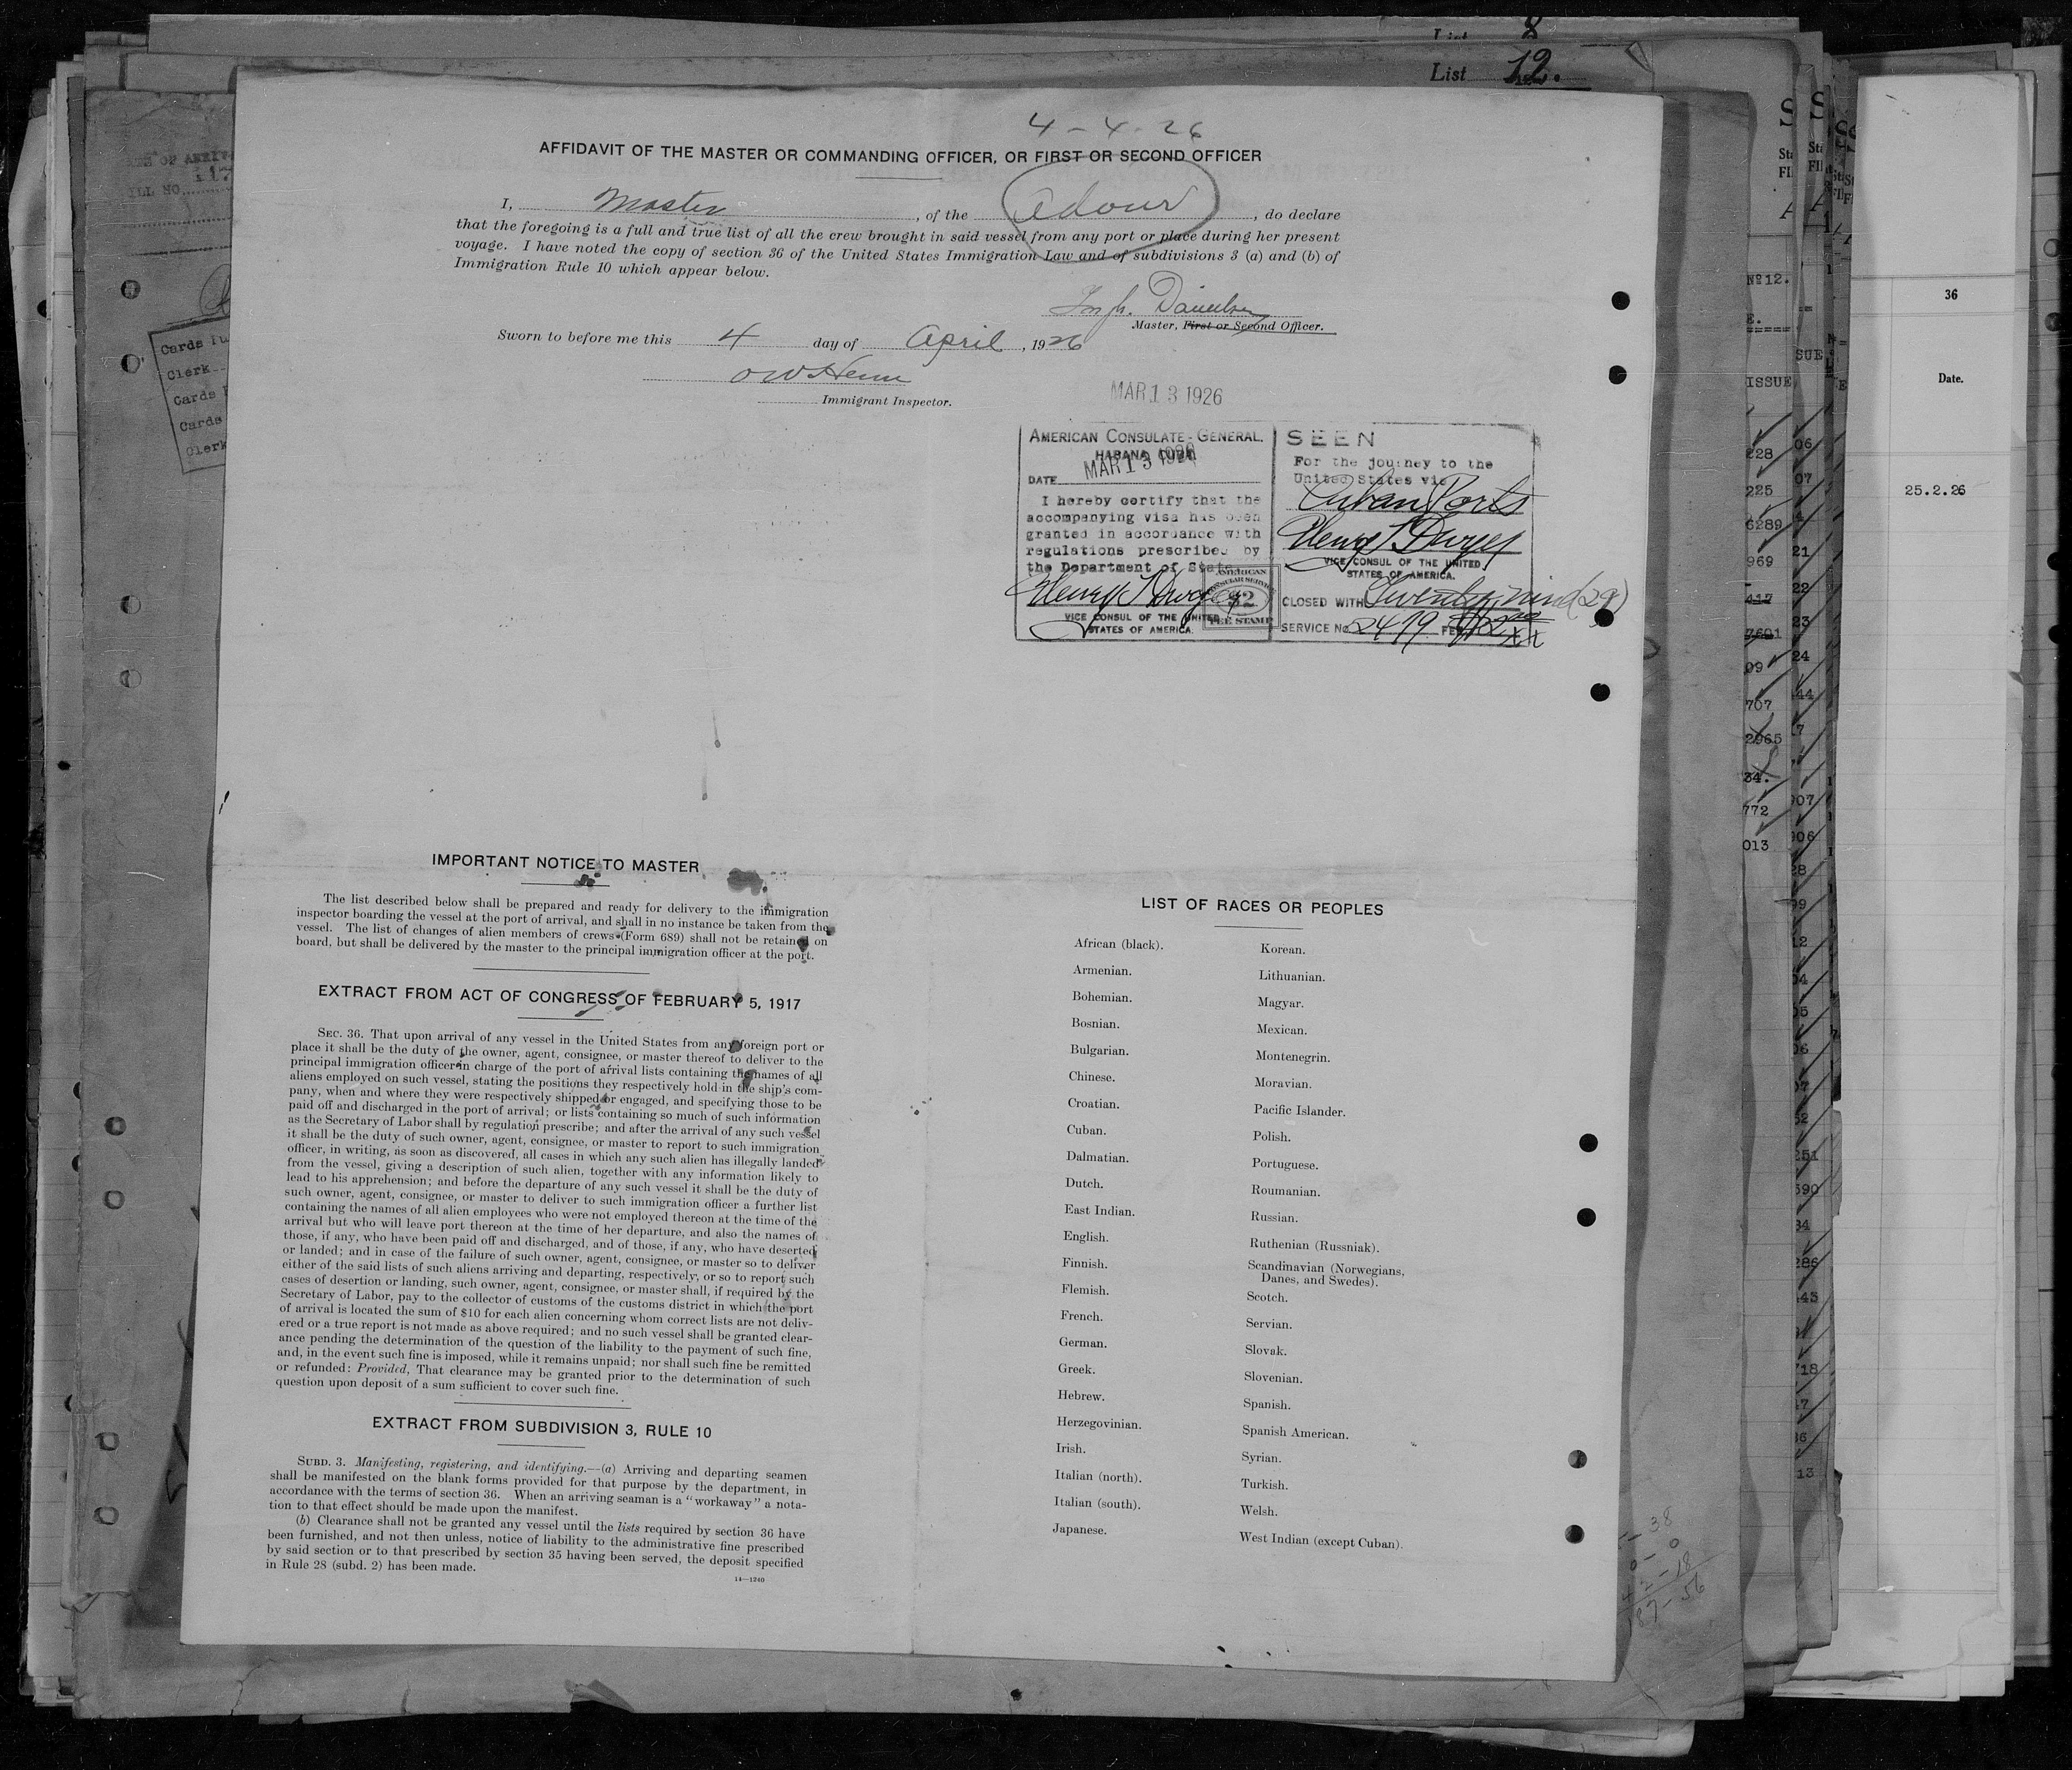 List 8
List 12.
4-4-26
AFFIDAVIT OF THE MASTER OR COMMANDING OFFICER, OR FIRST OR SECOND OFFICER
I, Master, of the Adour, do declare
that the foregoing is a full and true list of all the crew brought in said vessel from any port or place during her present
voyage. I have noted the copy of section 36 of the United States Immigration Law and of subdivisions 3 (a) and (b) of
Immigration Rule 10 which appear below.
Danielsen
Master, First or Second Officer.
Sworn to before me this 4 day of April, 1926
Immigrant Inspector.
MAR 13 1926
AMERICAN CONSULATE-GENERAL.
HABANA, CUBA
DATE MAR 13 1926
I hereby certify that the
accompanying visa has been
granted in accordance with
regulations prescribed by
the Department of State.
VICE CONSUL OF THE UNITED
STATES OF AMERICA.
AMERICAN
CONSULAR SERVICE
$2
FEE STAMP
SEEN
For the journey to the
United States via
Cuban Ports
VICE CONSUL OF THE UNITED
STATES OF AMERICA.
CLOSED WITH Twenty nine (29)
SERVICE No 2479 FEE $2
IMPORTANT NOTICE TO MASTER
The list described below shall be prepared and ready for delivery to the immigration
inspector boarding the vessel at the port of arrival, and shall in no instance be taken from the
vessel. The list of changes of alien members of crews (Form 689) shall not be retained on
board, but shall be delivered by the master to the principal immigration officer at the port.
EXTRACT FROM ACT OF CONGRESS OF FEBRUARY 5, 1917
SEC. 36. That upon arrival of any vessel in the United States from any foreign port or
place it shall be the duty of the owner, agent, consignee, or master thereof to deliver to the
principal immigration officer in charge of the port of arrival lists containing the names of all
aliens employed on such vessel, stating the positions they respectively hold in the ship's com-
pany, when and where they were respectively shipped or engaged, and specifying those to be
paid off and discharged in the port of arrival; or lists containing so much of such information
as the Secretary of Labor shall by regulation prescribe; and after the arrival of any such vessel
it shall be the duty of such owner, agent, consignee, or master to report to such immigration
officer, in writing, as soon as discovered, all cases in which any such alien has illegally landed
from the vessel, giving a description of such alien, together with any information likely to
lead to his apprehension; and before the departure of any such vessel it shall be the duty of
such owner, agent, consignee, or master to deliver to such immigration officer a further list
containing the names of all alien employees who were not employed thereon at the time of the
arrival but who will leave port thereon at the time of her departure, and also the names of
those, if any, who have been paid off and discharged, and of those, if any, who have deserted
or landed; and in case of the failure of such owner, agent, consignee, or master so to deliver
either of the said lists of such aliens arriving and departing, respectively, or so to report such
cases of desertion or landing, such owner, agent, consignee, or master shall, if required by the
Secretary of Labor, pay to the collector of customs of the customs district in which the port
of arrival is located the sum of $10 for each alien concerning whom correct lists are not deliv-
ered or a true report is not made as above required; and no such vessel shall be granted clear-
ance pending the determination of the question of the liability to the payment of such fine,
and, in the event such fine is imposed, while it remains unpaid; nor shall such fine be remitted
or refunded: Provided, That clearance may be granted prior to the determination of such
question upon deposit of a sum sufficient to cover such fine.
EXTRACT FROM SUBDIVISION 3, RULE 10
SUBD. 3. Manifesting, registering, and identifying.—(a) Arriving and departing seamen
shall be manifested on the blank forms provided for that purpose by the department, in
accordance with the terms of section 36. When an arriving seaman is a "workaway" a nota-
tion to that effect should be made upon the manifest.
(b) Clearance shall not be granted any vessel until the lists required by section 36 have
been furnished, and not then unless, notice of liability to the administrative fine prescribed
by said section or to that prescribed by section 35 having been served, the deposit specified
in Rule 28 (subd. 2) has been made.
14—1240
LIST OF RACES OR PEOPLES
African (black).
Armenian.
Bohemian.
Bosnian.
Bulgarian.
Chinese.
Croatian.
Cuban.
Dalmatian.
Dutch.
East Indian.
English.
Finnish.
Flemish.
French.
German.
Greek.
Hebrew.
Herzegovinian.
Irish.
Italian (north).
Italian (south).
Japanese.
Korean.
Lithuanian.
Magyar.
Mexican.
Montenegrin.
Moravian.
Pacific Islander.
Polish.
Portuguese.
Roumanian.
Russian.
Ruthenian (Russniak).
Scandinavian (Norwegians,
Danes, and Swedes).
Scotch.
Servian.
Slovak.
Slovenian.
Spanish.
Spanish American.
Syrian.
Turkish.
Welsh.
West Indian (except Cuban).
Cards
Clerk
Cards
Cards
Clerk
Nº12.
ISSUE
36
Date.
25.2.26